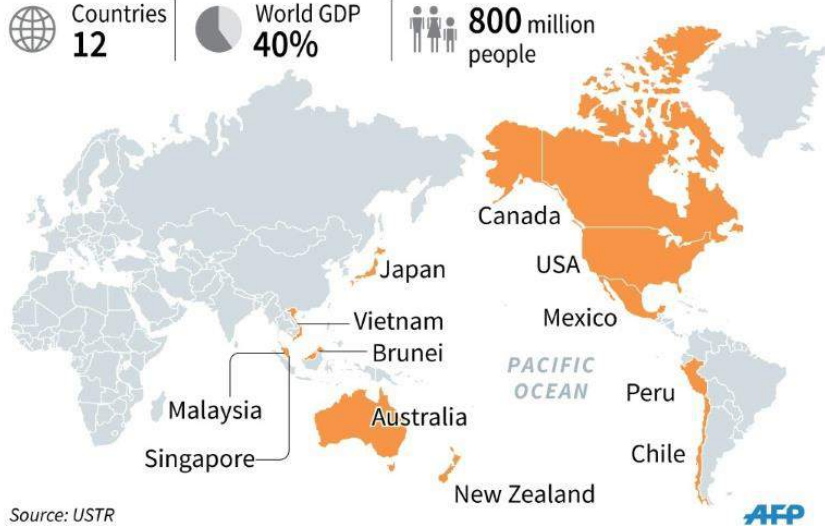 Countries
12
World GDP
40%
800 million
people
Canada
Japan
USA
Vietnam
Mexico
Brunei
PACIFIC
OCEAN
Peru
Malaysia
Australia
Singapore
Chile
New Zealand
Source: USTR
AFP